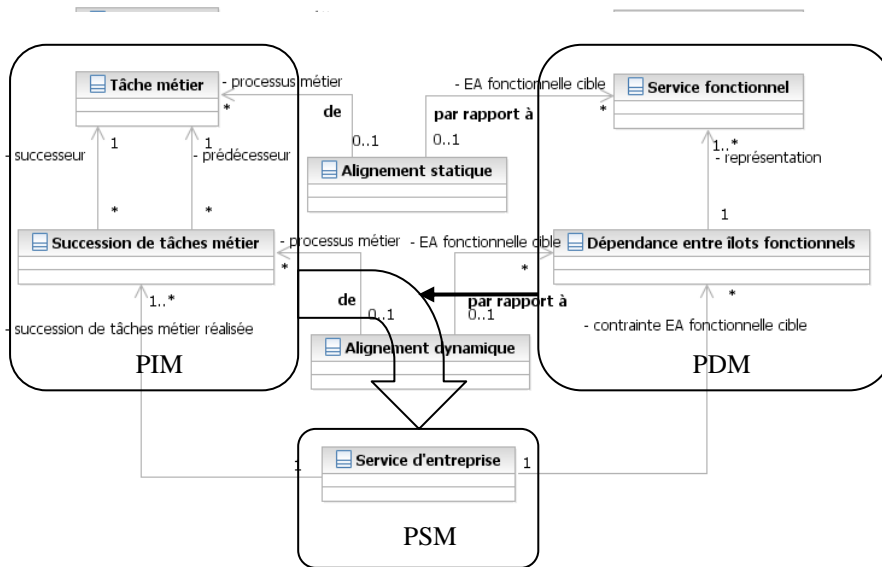 Tâche métier
- processus métier
*
de
0..1
- EA fonctionnelle cible
*
par rapport à
0..1
Service fonctionnel
1
1
- successeur
- prédécesseur
*
*
Alignement statique
1..*
- représentation
1
Succession de tâches métier
- processus métier
*
de
0..1
- EA fonctionnelle cible
*
par rapport à
0..1
Dépendance entre îlots fonctionnels
1..*
- succession de tâches métier réalisée
*
- contrainte EA fonctionnelle cible
Alignement dynamique
PIM
PDM
1
Service d'entreprise
1
PSM